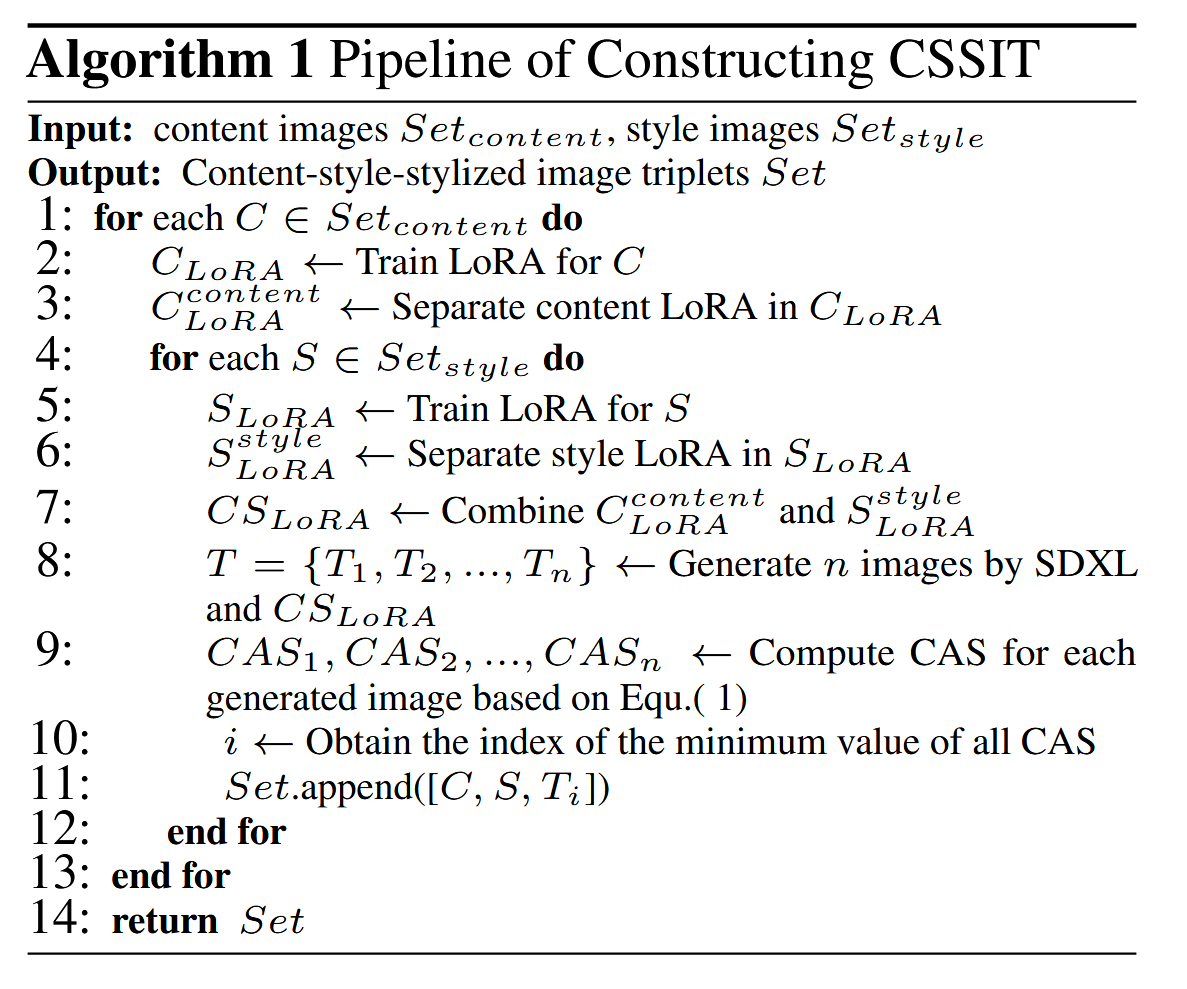 Algorithm 1 Pipeline of Constructing CSSIT
Input: content images $Set_{content}$, style images $Set_{style}$
Output: Content-style-stylized image triplets $Set$
1: for each $C \in Set_{content}$ do
2: $C_{LoRA} \leftarrow$ Train LoRA for $C$
3: $C_{LoRA}^{content} \leftarrow$ Separate content LoRA in $C_{LoRA}$
4: for each $S \in Set_{style}$ do
5: $S_{LoRA} \leftarrow$ Train LoRA for $S$
6: $S_{LoRA}^{style} \leftarrow$ Separate style LoRA in $S_{LoRA}$
7: $CS_{LoRA} \leftarrow$ Combine $C_{LoRA}^{content}$ and $S_{LoRA}^{style}$
8: $T = \{T_1, T_2, ..., T_n\} \leftarrow$ Generate $n$ images by SDXL
and $CS_{LoRA}$
9: $CAS_1, CAS_2, ..., CAS_n \leftarrow$ Compute CAS for each
generated image based on Equ.( 1)
10: $i \leftarrow$ Obtain the index of the minimum value of all CAS
11: $Set$.append([$C, S, T_i$])
12: end for
13: end for
14: return $Set$